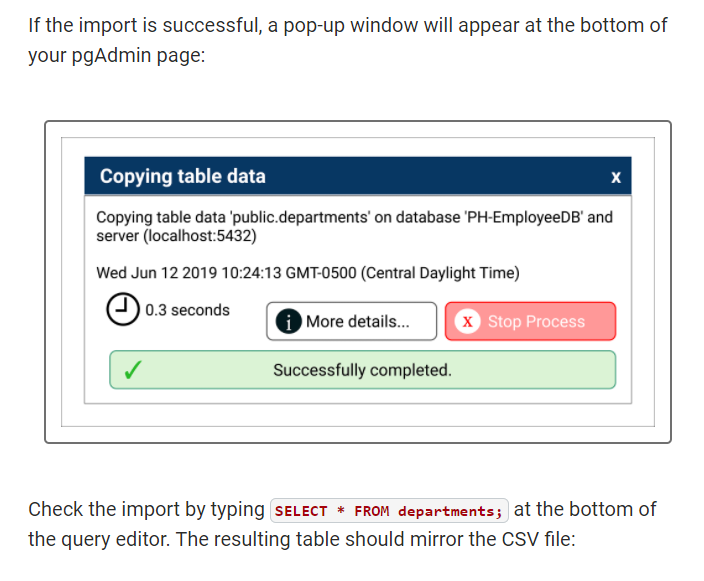 If the import is successful, a pop-up window will appear at the bottom of
your pgAdmin page:
Copying table data
x
Copying table data 'public.departments' on database 'PH-EmployeeDB' and
server (localhost:5432)
Wed Jun 12 2019 10:24:13 GMT-0500 (Central Daylight Time)
0.3 seconds
i More details...
X Stop Process
✓ Successfully completed.
Check the import by typing SELECT * FROM departments; at the bottom of
the query editor. The resulting table should mirror the CSV file: